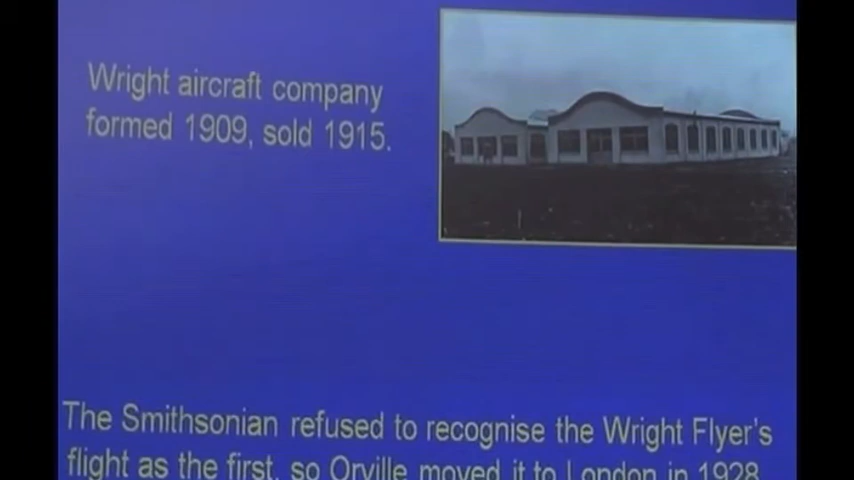 Wright aircraft company
formed 1909, sold 1915.
The Smithsonian refused to recognise the Wright Flyer's
flight as the first, so Orville moved it to London in 1928.